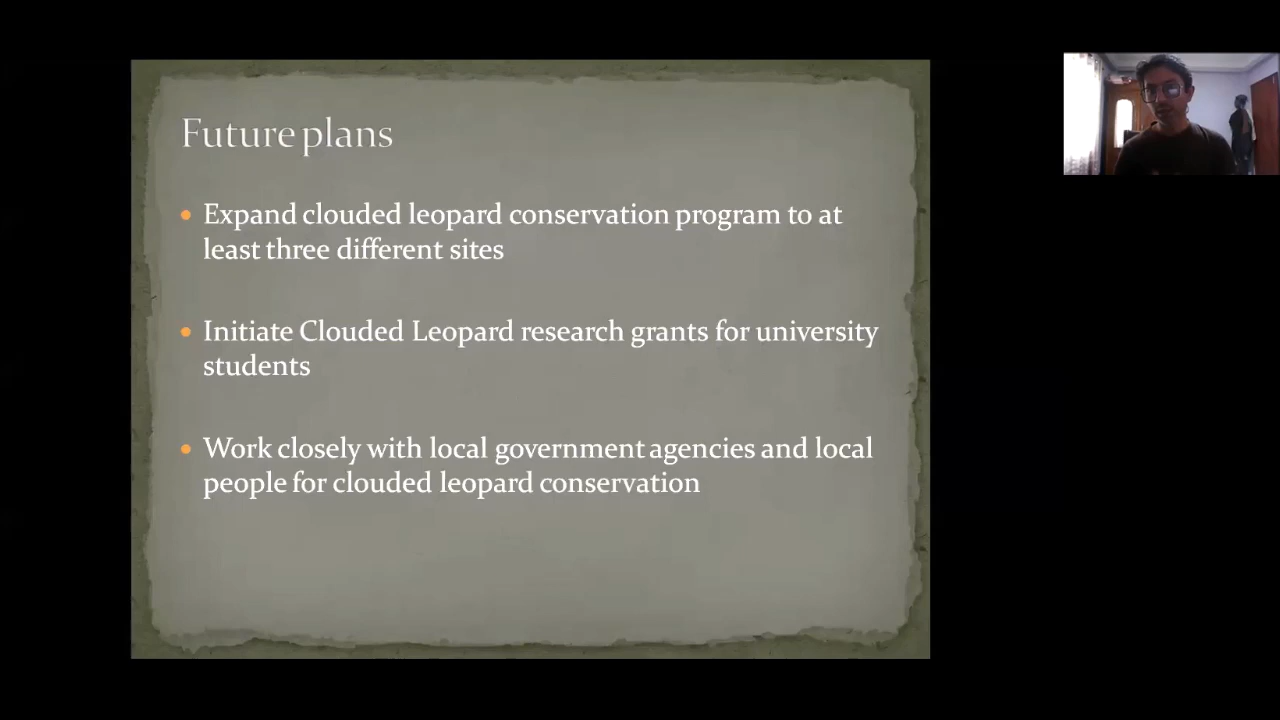 Future plans
• Expand clouded leopard conservation program to at
least three different sites
• Initiate Clouded Leopard research grants for university
students
• Work closely with local government agencies and local
people for clouded leopard conservation